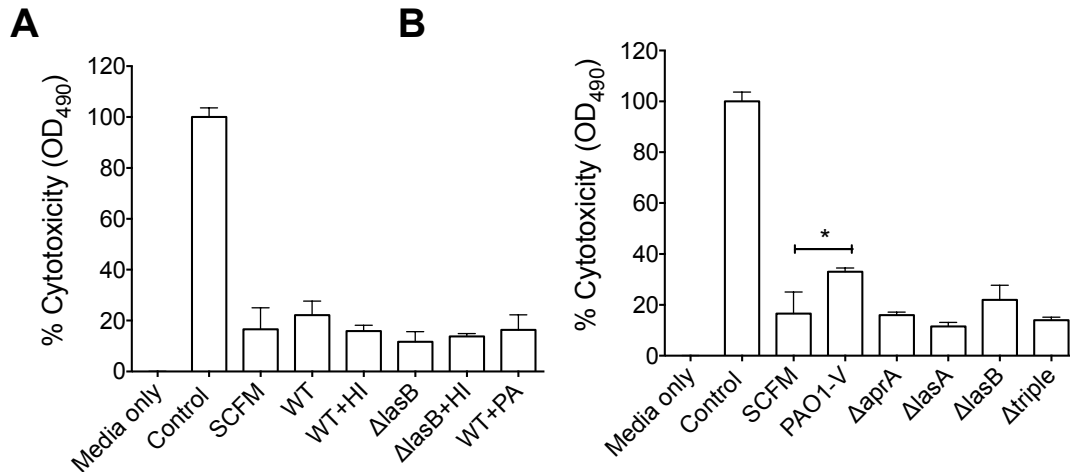 A
B
% Cytotoxicity (OD490)
120
100
80
60
40
20
0
Media only
Control
SCFM
WT
WT+HI
ΔlasB
ΔlasB+HI
WT+PA
% Cytotoxicity (OD490)
120
100
80
60
40
20
0
*
Media only
Control
SCFM
PAO1-V
ΔaprA
ΔlasA
ΔlasB
Δtriple